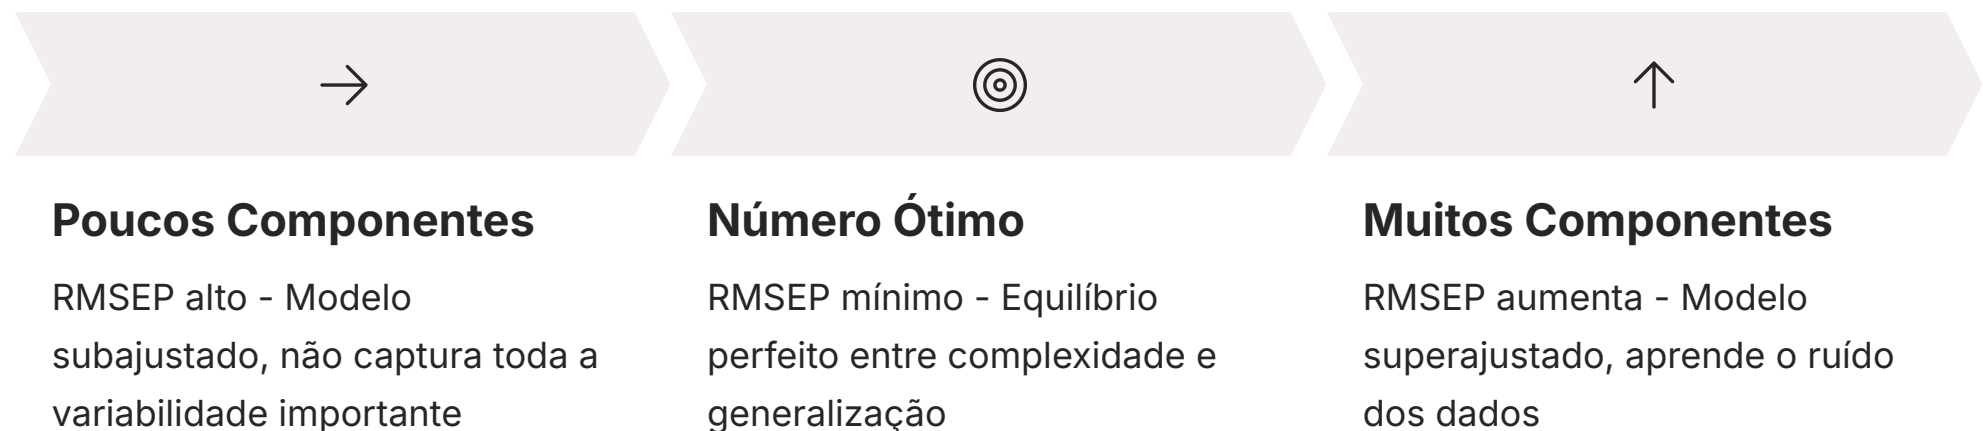 Poucos Componentes
RMSEP alto - Modelo
subajustado, não captura toda a
variabilidade importante
Número Ótimo
RMSEP mínimo - Equilíbrio
perfeito entre complexidade e
generalização
Muitos Componentes
RMSEP aumenta - Modelo
superajustado, aprende o ruído
dos dados